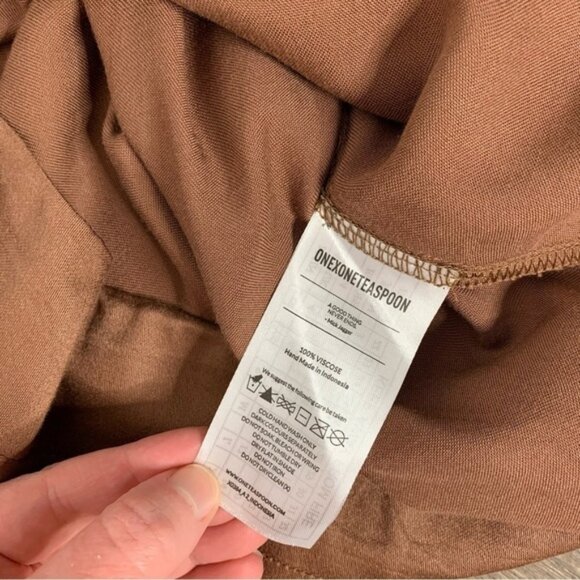 ONEXONETEASPOON
A GOOD THING
NEVER ENDS.
- Mick Jagger
100% VISCOSE
Hand Made in Indonesia
We suggest the following care be taken
COLD HAND WASH ONLY
DARK COLOURS SEPARATELY
DO NOT SOAK, BLEACH OR WRING
DO NOT TUMBLE DRY
DRY FLAT IN SHADE
DO NOT IRON
DO NOT DRYCLEAN (X)
WWW.ONETEASPOON.COM